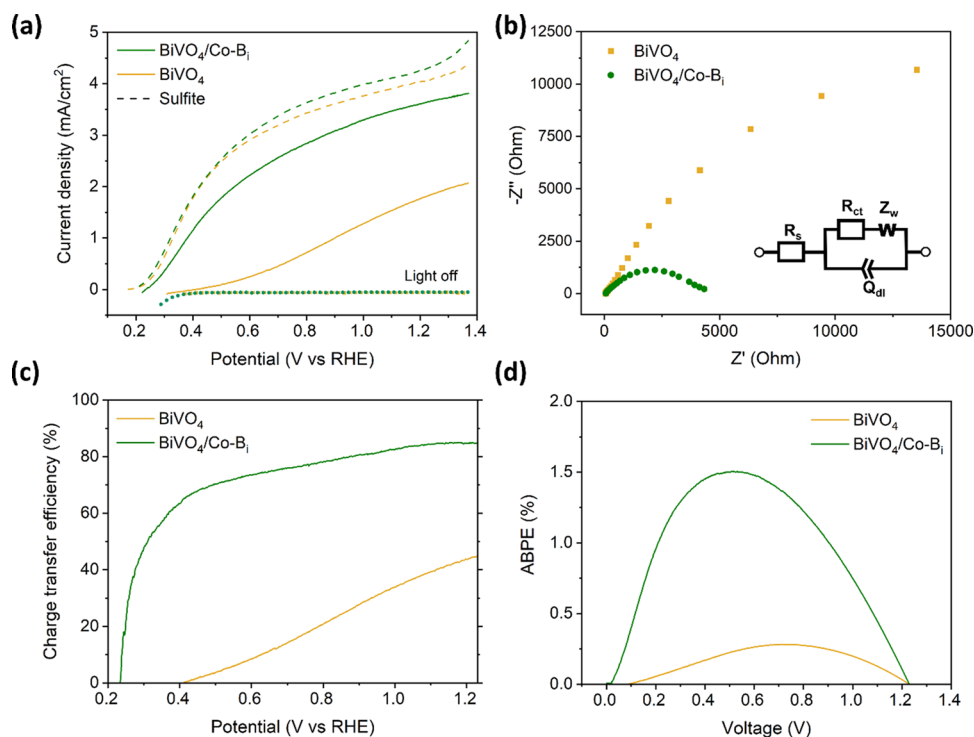 (a)
BiVO₄/Co-Bᵢ
BiVO₄
Sulfite
Light off
5
4
3
2
1
0
0.2 0.4 0.6 0.8 1.0 1.2 1.4
Current density (mA/cm²)
Potential (V vs RHE)
(b)
BiVO₄
BiVO₄/Co-Bᵢ
12500
10000
7500
5000
2500
0
0 5000 10000 15000
-Z'' (Ohm)
Z' (Ohm)
Rs
Rct
Zw
Qdl
(c)
BiVO₄
BiVO₄/Co-Bᵢ
100
80
60
40
20
0
0.2 0.4 0.6 0.8 1.0 1.2
Charge transfer efficiency (%)
Potential (V vs RHE)
(d)
BiVO₄
BiVO₄/Co-Bᵢ
2.0
1.5
1.0
0.5
0.0
0.0 0.2 0.4 0.6 0.8 1.0 1.2 1.4
ABPE (%)
Voltage (V)